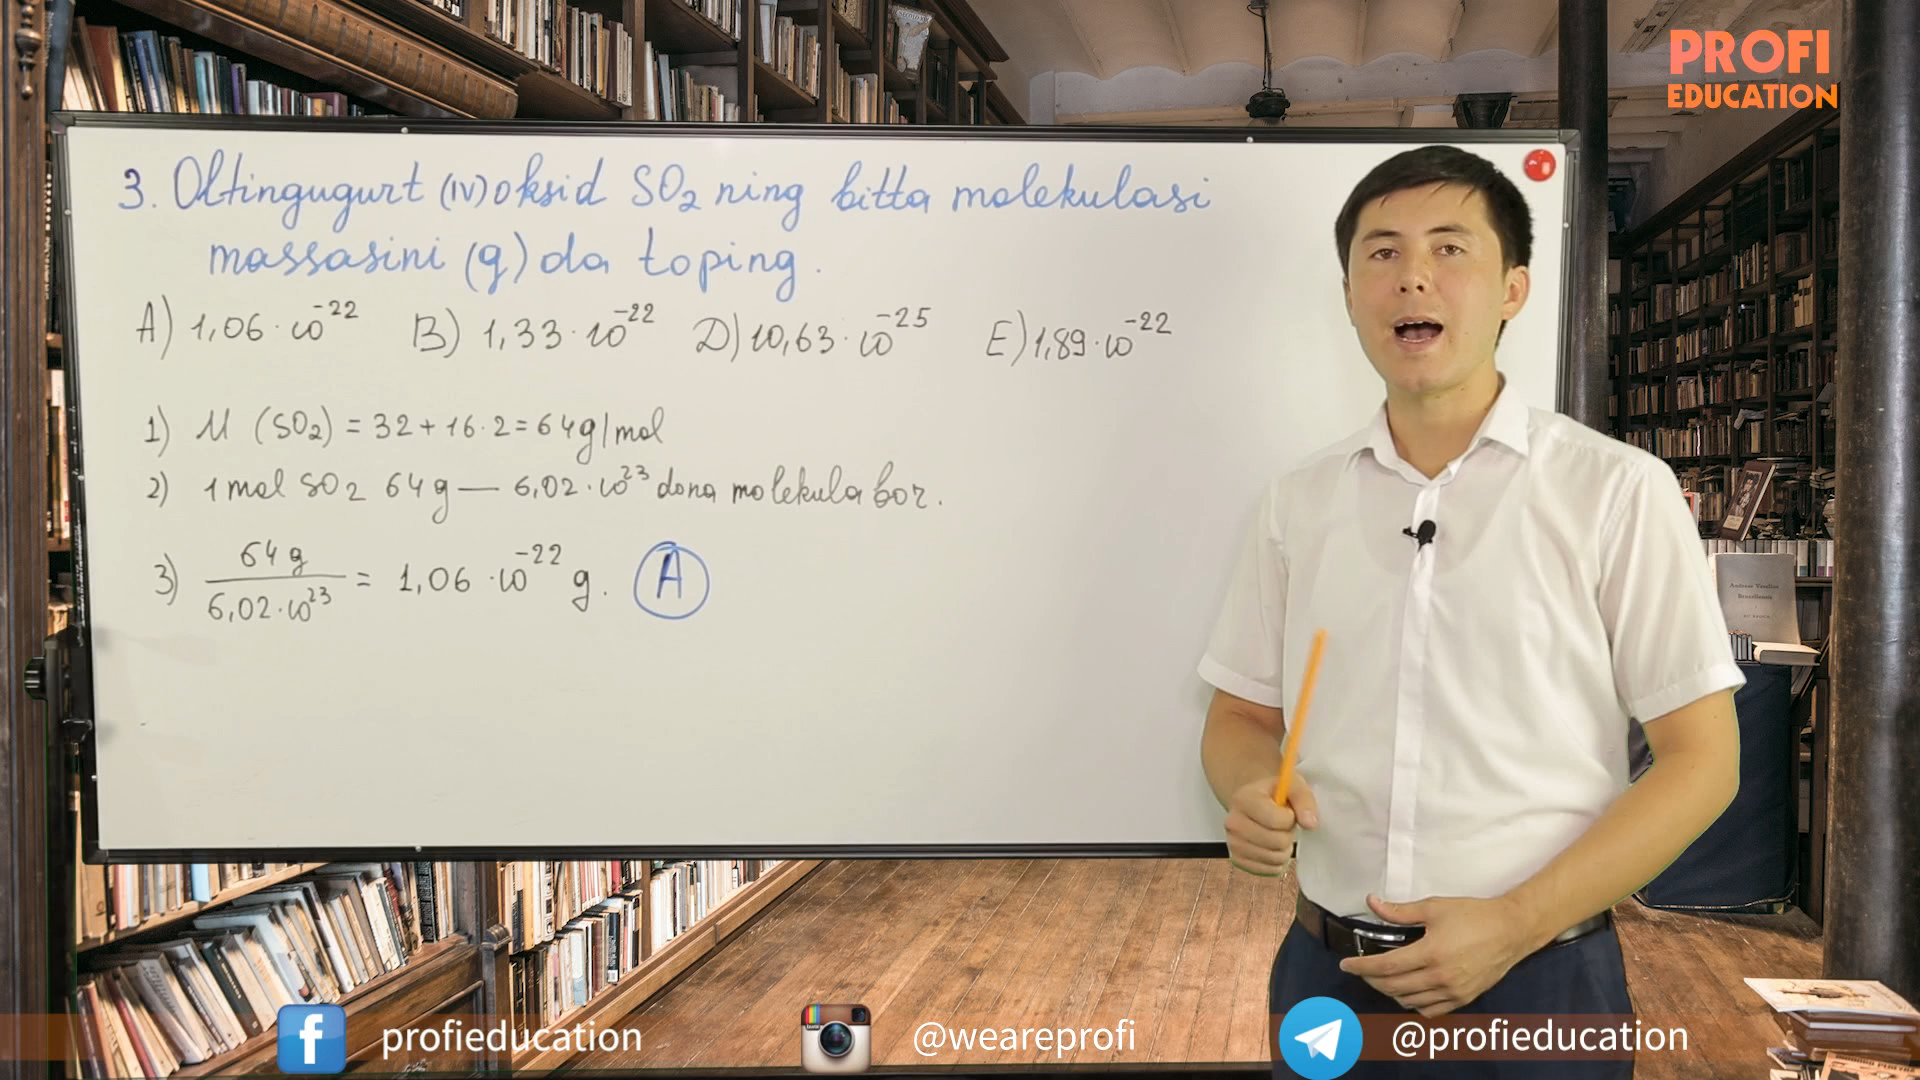 PROFI
EDUCATION
3. Oltingugurt (IV) oksid SO₂ ning bitta molekulasi
massasini (g) da toping.
A) 1,06 · 10⁻²² B) 1,33 · 10⁻²² D) 10,63 · 10⁻²⁵ E) 1,89 · 10⁻²²
1) M (SO₂) = 32 + 16 · 2 = 64 g/mol
2) 1 mol SO₂ 64 g — 6,02 · 10²³ dona molekula bor.
3) 64 g / 6,02 · 10²³ = 1,06 · 10⁻²² g. A
profieducation @weareprofi @profieducation